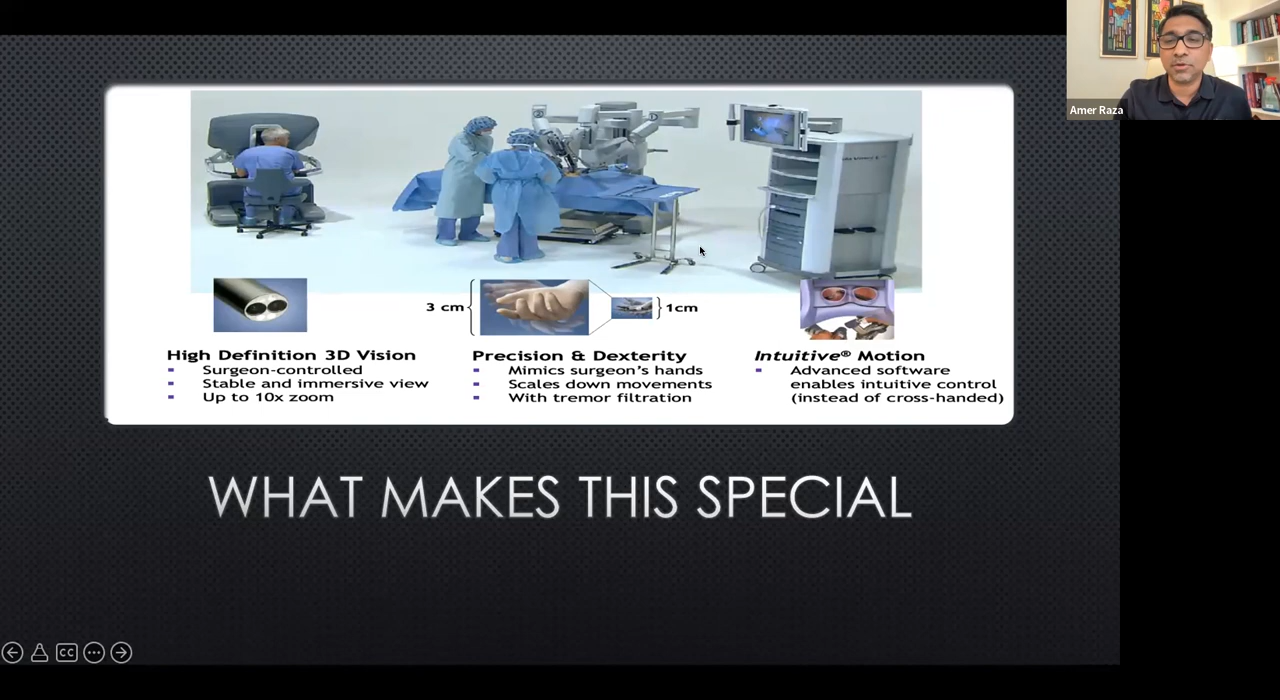 Amer Raza
3 cm
1cm
High Definition 3D Vision
Surgeon-controlled
Stable and immersive view
Up to 10x zoom
Precision & Dexterity
Mimics surgeon's hands
Scales down movements
With tremor filtration
Intuitive® Motion
Advanced software
enables intuitive control
(instead of cross-handed)
WHAT MAKES THIS SPECIAL
CC